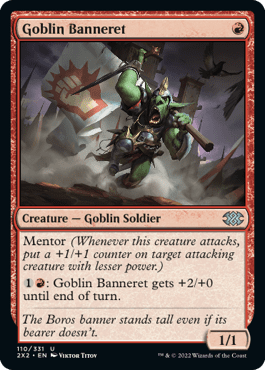 Goblin Banneret
Creature — Goblin Soldier
Mentor (Whenever this creature attacks,
put a +1/+1 counter on target attacking
creature with lesser power.)
1 : Goblin Banneret gets +2/+0
until end of turn.
The Boros banner stands tall even if its
bearer doesn't.
1/1
110/331 U
2X2 • EN Viktor Titov
™ & © 2022 Wizards of the Coast